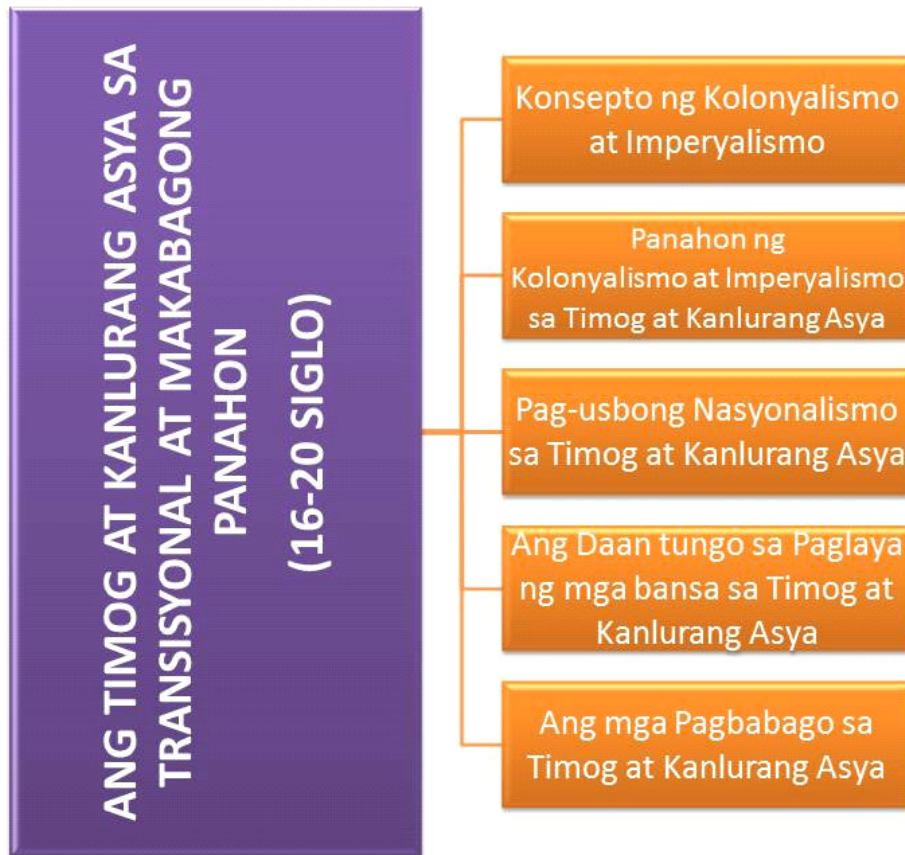 ANG TIMOG AT KANLURANG ASYA SA
TRANSISYONAL AT MAKABAGONG
PANAHON
(16-20 SIGLO)
Konsepto ng Kolonyalismo
at Imperyalismo
Panahon ng
Kolonyalismo at Imperyalismo
sa Timog at Kanlurang Asya
Pag-usbong Nasyonalismo
sa Timog at Kanlurang Asya
Ang Daan tungo sa Paglaya
ng mga bansa sa Timog at
Kanlurang Asya
Ang mga Pagbabago sa
Timog at Kanlurang Asya